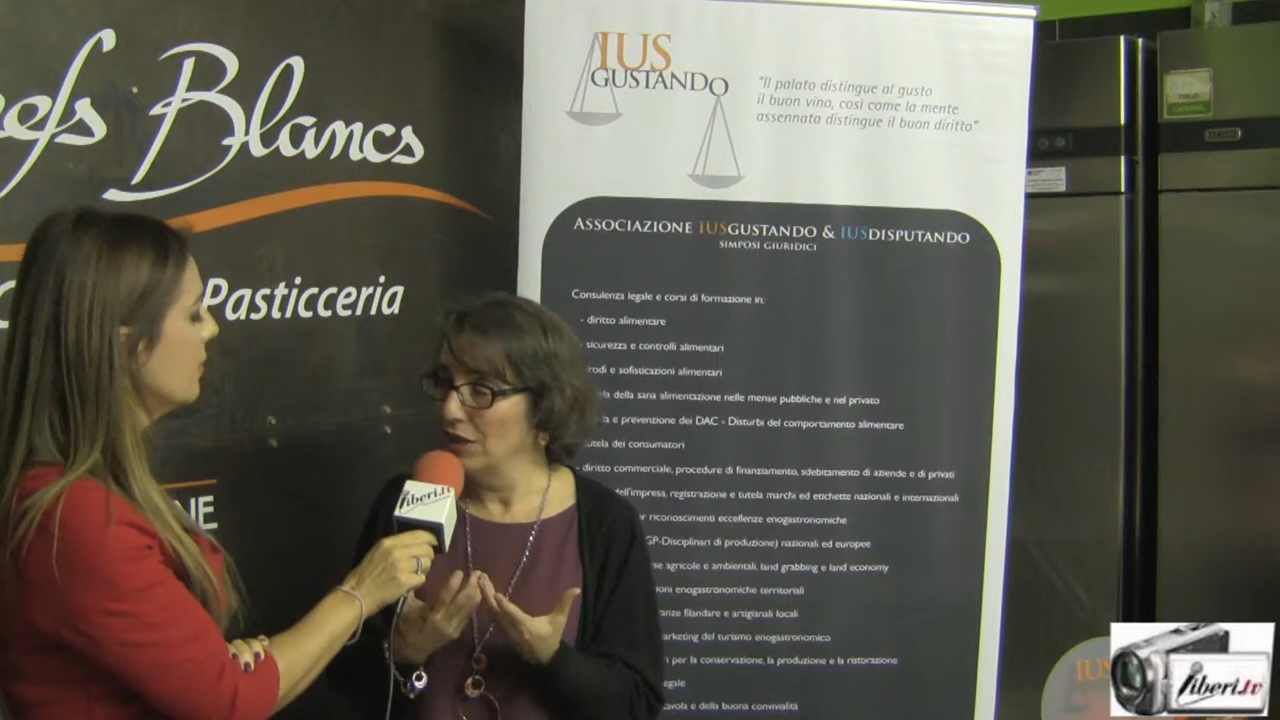 efs Blancs
Pasticceria
NE
IUS
GUSTANDO
"Il palato distingue al gusto
il buon vino, così come la mente
assennata distingue il buon diritto"
ASSOCIAZIONE IUSGUSTANDO & IUSDISPUTANDO
SIMPOSI GIURIDICI
Consulenza legale e corsi di formazione in:
- diritto alimentare
- sicurezza e controlli alimentari
rodi e sofisticazioni alimentari
la della sana alimentazione nelle mense pubbliche e nel privato
la e prevenzione dei DAC - Disturbi del comportamento alimentare
utela dei consumatori
- diritto commerciale, procedure di finanziamento, sdebitamento di aziende e di privati
dell'impresa, registrazione e tutela marchi ed etichette nazionali e internazionali
r riconoscimenti eccellenze enogastronomiche
GP-Disciplinari di produzione) nazionali ed europee
se agricole e ambientali, land grabbing e land economy
ioni enogastronomiche territoriali
anze filandare e artigianali locali
arketing del turismo enogastronomico
i per la conservazione, la produzione e la ristorazione
egale
avola e della buona convivialità
liberi.tv
IUS
liberi.tv